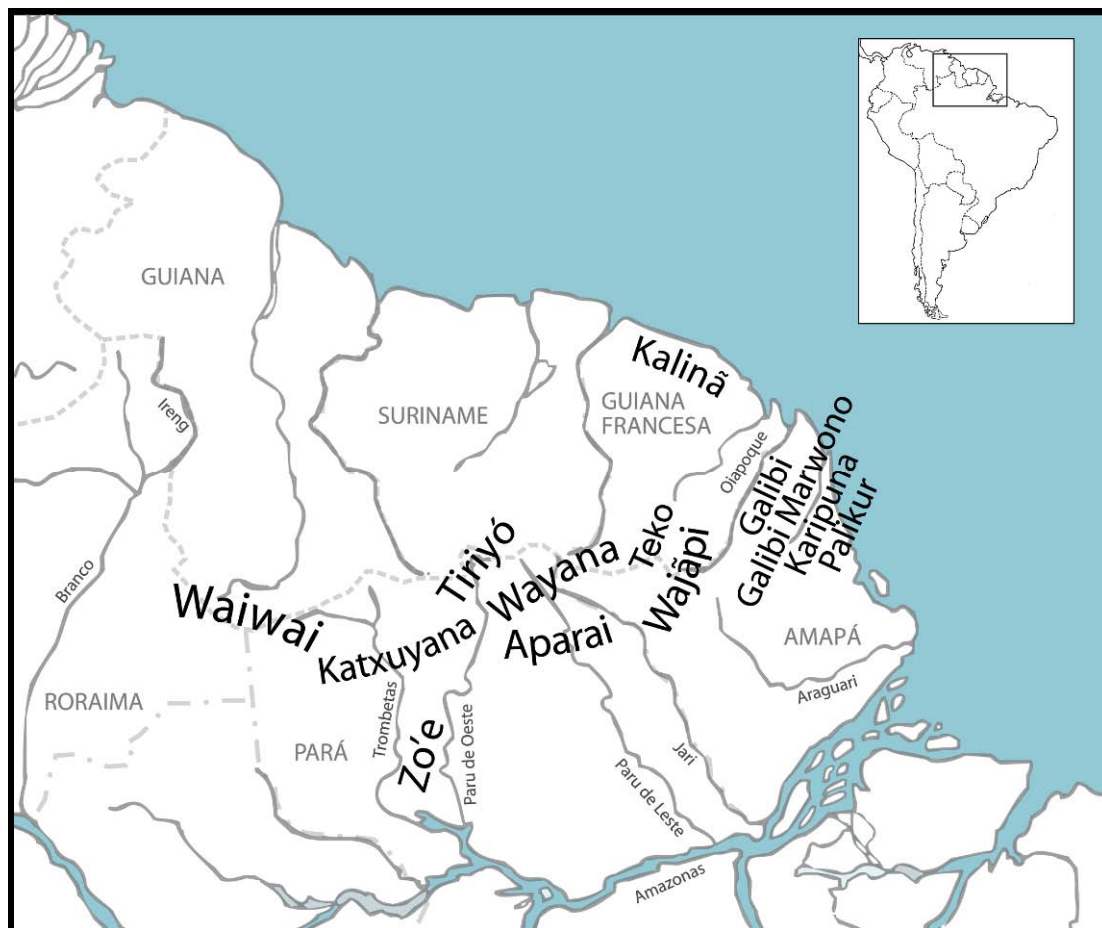 GUIANA
Kalinã
SURINAME
GUIANA
FRANCESA
Ireng
Oiapoque
Galibi
Galibi Marwono
Karipuna
Palikur
Teko
Tiriyó
Wayana
Wajãpi
Branco
Waiwai
Katxuyana
Aparai
AMAPÁ
Araguari
RORAIMA
Trombetas
PARÁ
Zo'e
Paru de Oeste
Jari
Paru de Leste
Amazonas